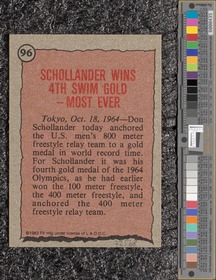 96
SCHOLLANDER WINS
4TH SWIM GOLD
– MOST EVER
Tokyo, Oct. 18, 1964—Don
Schollander today anchored
the U.S. men's 800 meter
freestyle relay team to a
gold medal in world record time.
For Schollander it was his
fourth gold medal of the 1964
Olympics, as he had earlier
won the 100 meter freestyle,
the 400 meter freestyle, and
anchored the 400 meter
freestyle relay team.